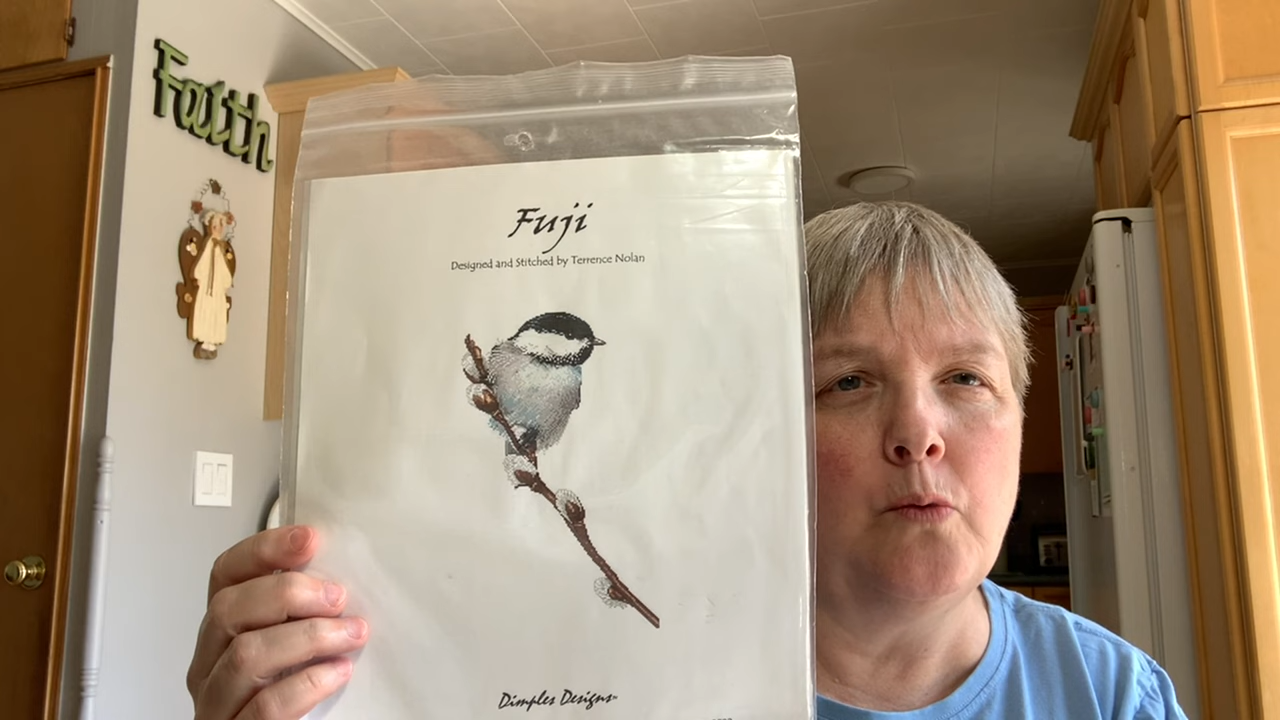 Faith
Fuji
Designed and Stitched by Terrence Nolan
Dimples Designs